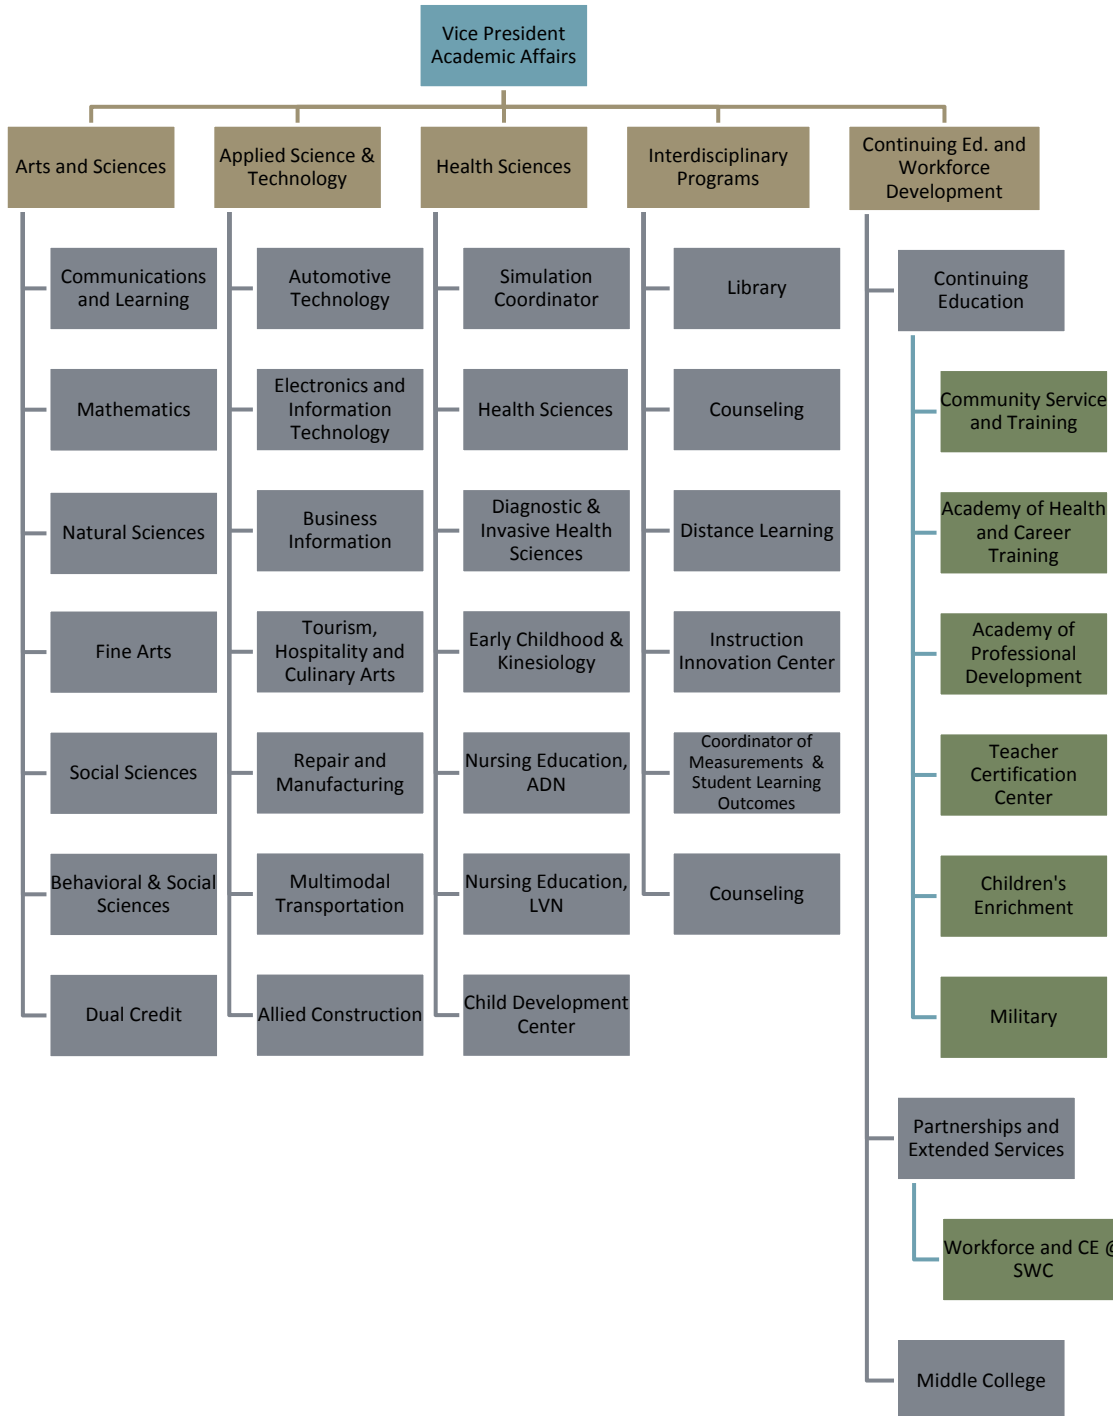 Vice President
Academic Affairs
Arts and Sciences
Applied Science &
Technology
Health Sciences
Interdisciplinary
Programs
Continuing Ed. and
Workforce
Development
Communications
and Learning
Mathematics
Natural Sciences
Fine Arts
Social Sciences
Behavioral & Social
Sciences
Dual Credit
Automotive
Technology
Electronics and
Information
Technology
Business
Information
Tourism,
Hospitality and
Culinary Arts
Repair and
Manufacturing
Multimodal
Transportation
Allied Construction
Simulation
Coordinator
Health Sciences
Diagnostic &
Invasive Health
Sciences
Early Childhood &
Kinesiology
Nursing Education,
ADN
Nursing Education,
LVN
Child Development
Center
Library
Counseling
Distance Learning
Instruction
Innovation Center
Coordinator of
Measurements &
Student Learning
Outcomes
Counseling
Continuing
Education
Community Service
and Training
Academy of Health
and Career
Training
Academy of
Professional
Development
Teacher
Certification
Center
Children's
Enrichment
Military
Partnerships and
Extended Services
Workforce and CE @
SWC
Middle College